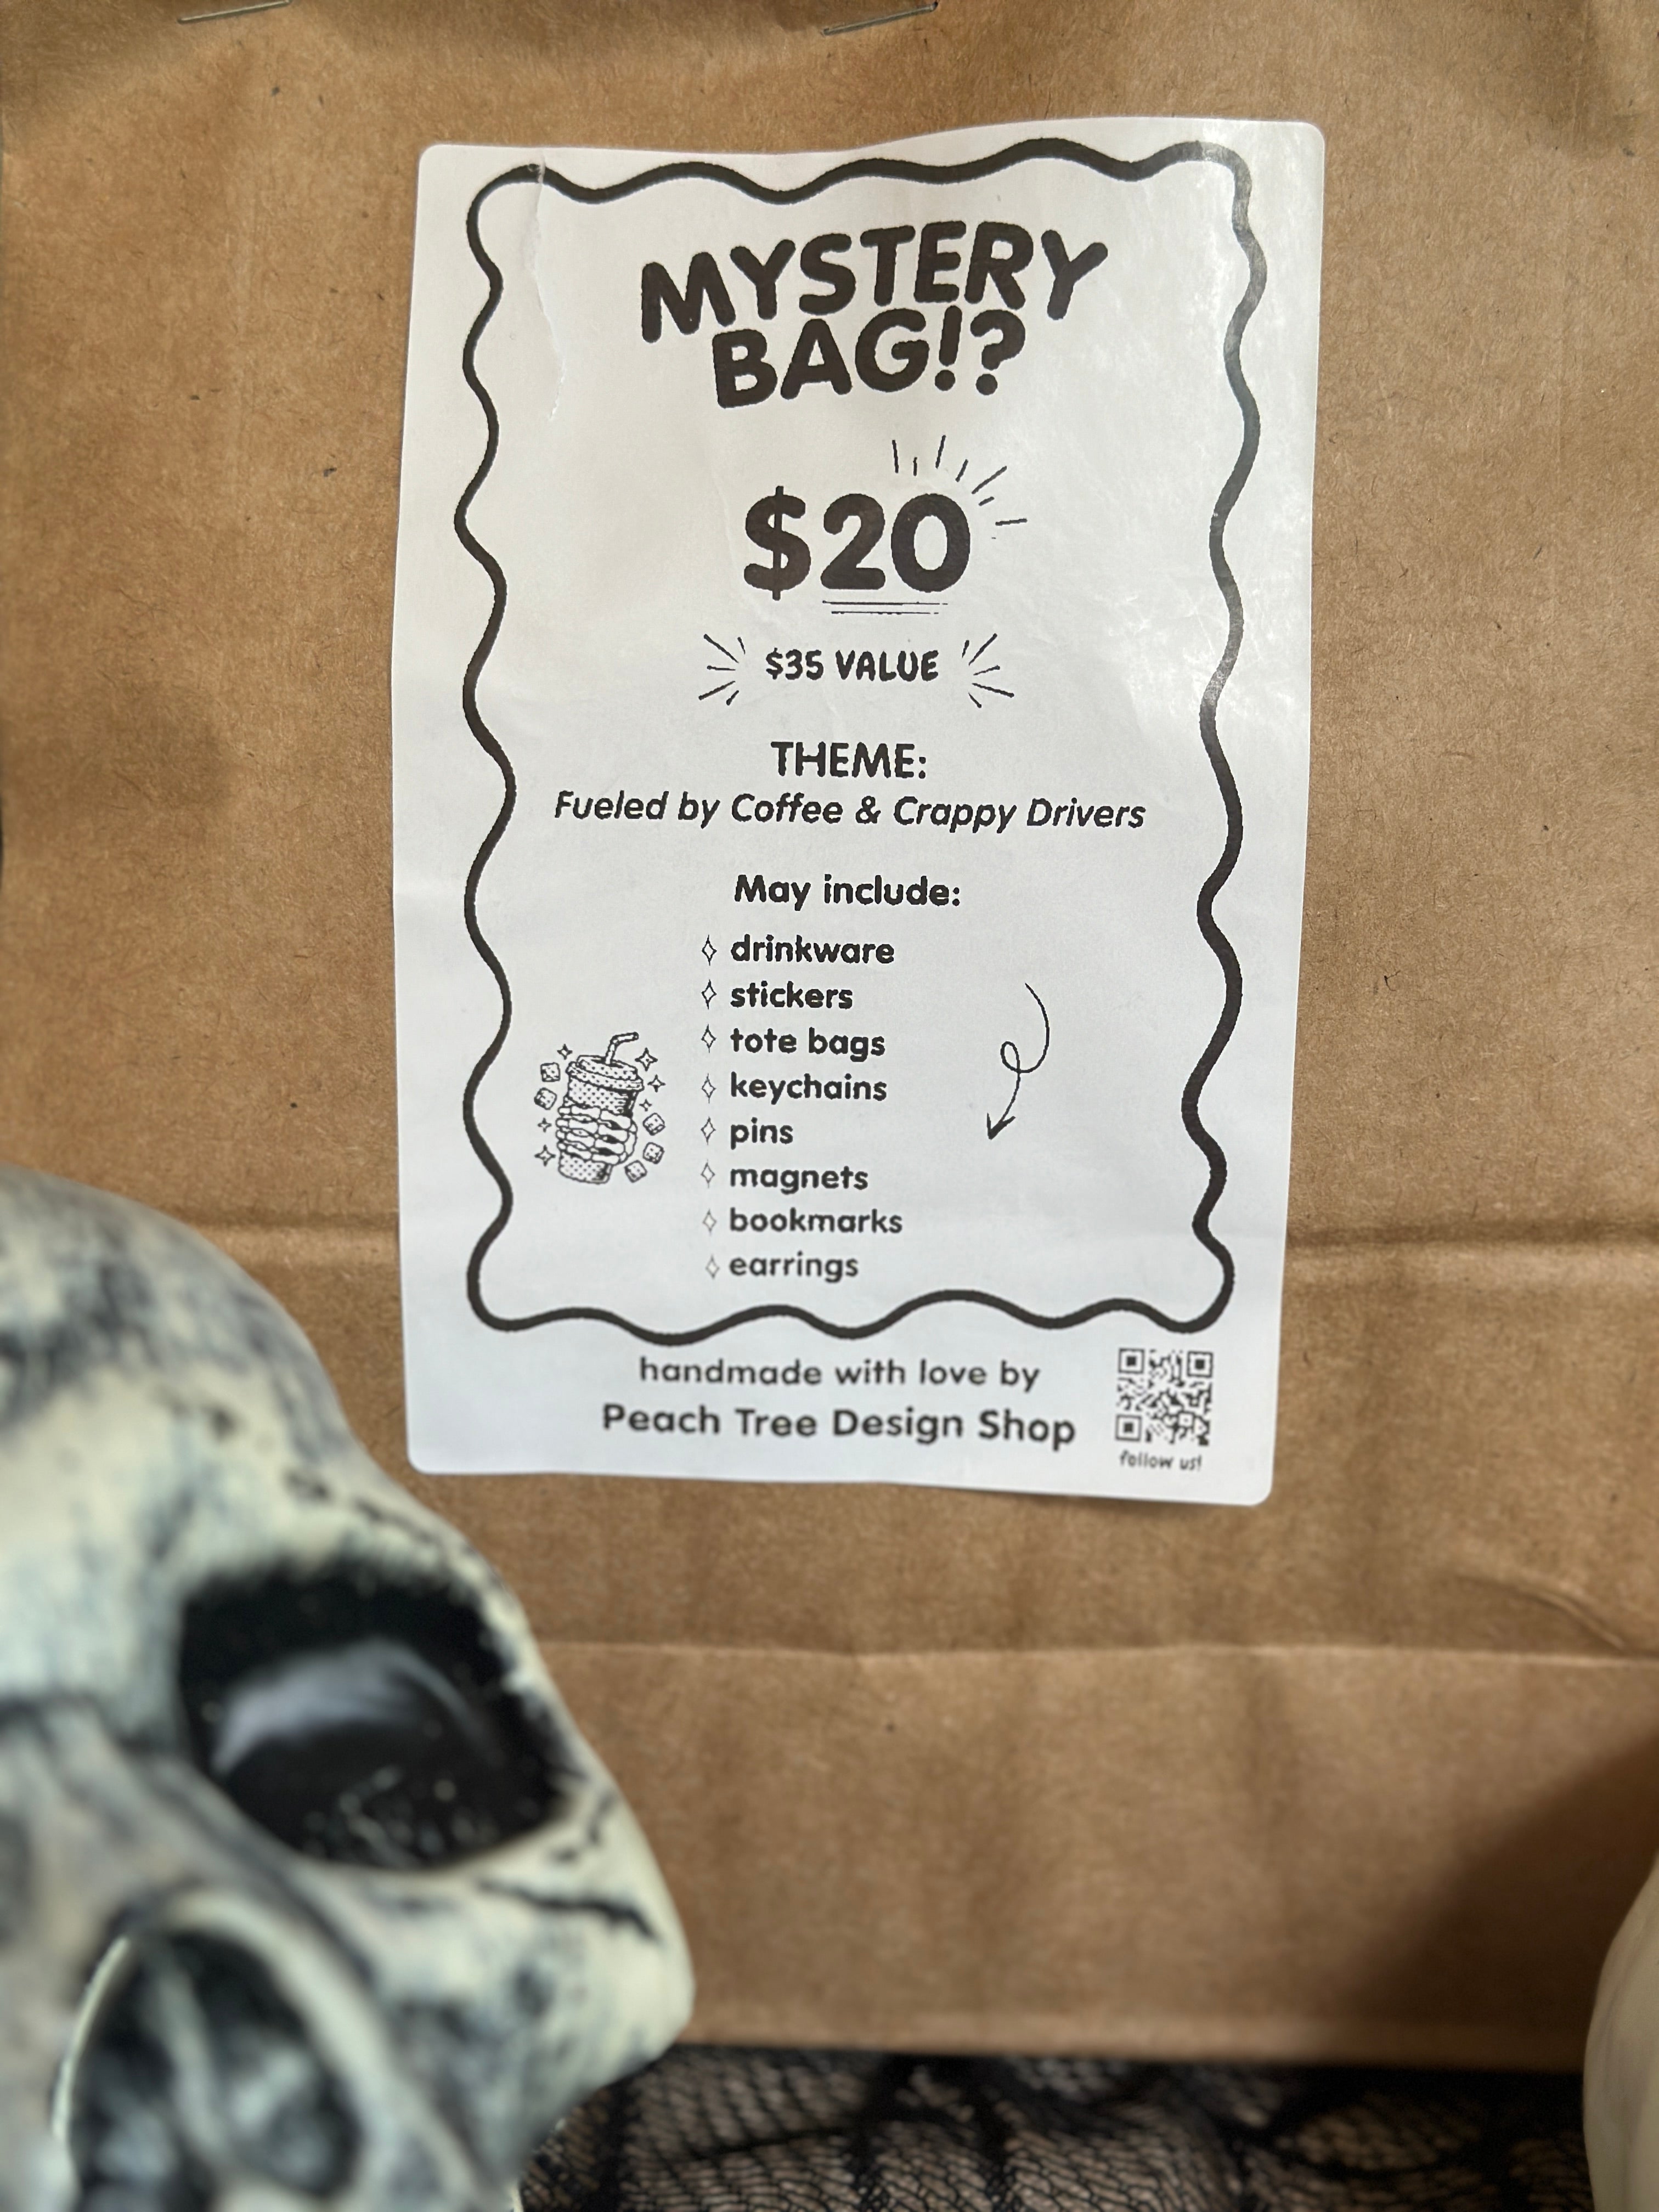 MYSTERY
BAG!?
$20
$35 VALUE
THEME:
Fueled by Coffee & Crappy Drivers
May include:
drinkware
stickers
tote bags
keychains
pins
magnets
bookmarks
earrings
handmade with love by
Peach Tree Design Shop
follow us!